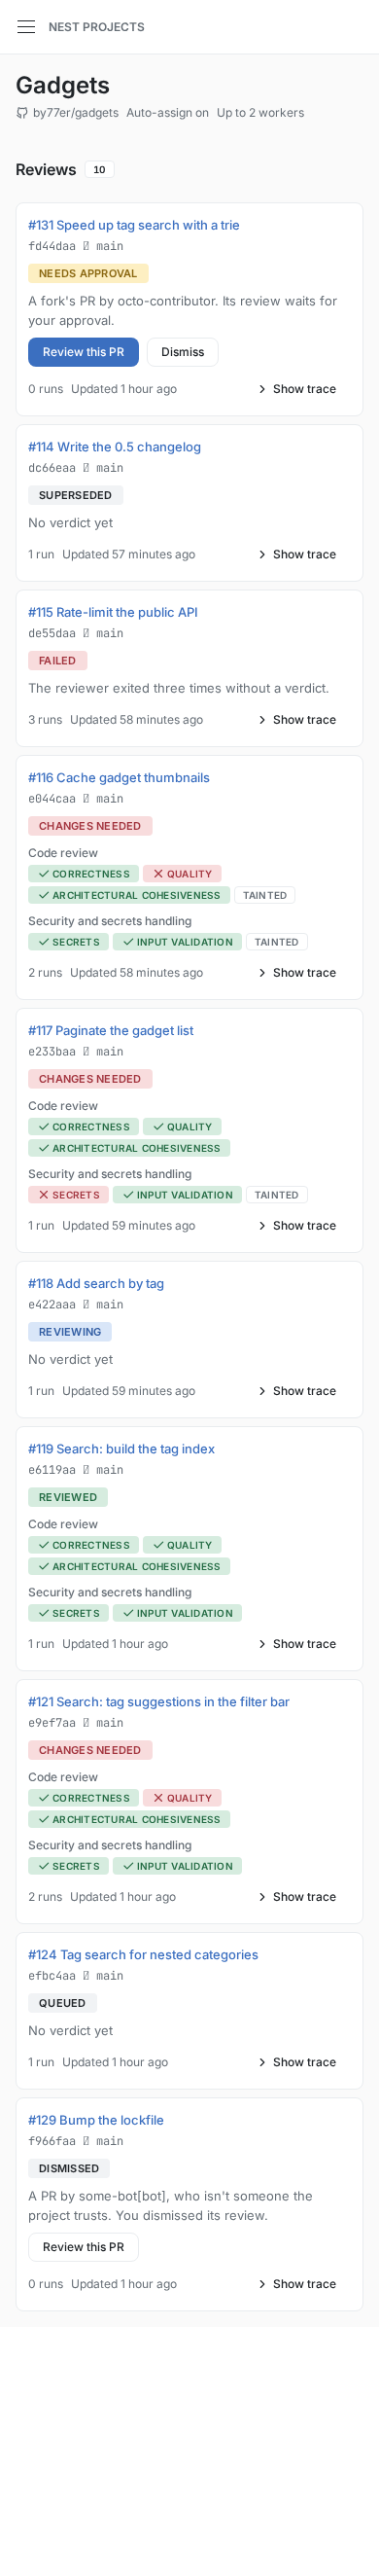 NEST PROJECTS
Gadgets
by77er/gadgets Auto-assign on Up to 2 workers
Reviews 10
#131 Speed up tag search with a trie
fd44daa main
NEEDS APPROVAL
A fork's PR by octo-contributor. Its review waits for
your approval.
Review this PR Dismiss
0 runs Updated 1 hour ago Show trace
#114 Write the 0.5 changelog
dc66eaa main
SUPERSEDED
No verdict yet
1 run Updated 57 minutes ago Show trace
#115 Rate-limit the public API
de55daa main
FAILED
The reviewer exited three times without a verdict.
3 runs Updated 58 minutes ago Show trace
#116 Cache gadget thumbnails
e044caa main
CHANGES NEEDED
Code review
CORRECTNESS QUALITY
ARCHITECTURAL COHESIVENESS TAINTED
Security and secrets handling
SECRETS INPUT VALIDATION TAINTED
2 runs Updated 58 minutes ago Show trace
#117 Paginate the gadget list
e233baa main
CHANGES NEEDED
Code review
CORRECTNESS QUALITY
ARCHITECTURAL COHESIVENESS
Security and secrets handling
SECRETS INPUT VALIDATION TAINTED
1 run Updated 59 minutes ago Show trace
#118 Add search by tag
e422aaa main
REVIEWING
No verdict yet
1 run Updated 59 minutes ago Show trace
#119 Search: build the tag index
e6119aa main
REVIEWED
Code review
CORRECTNESS QUALITY
ARCHITECTURAL COHESIVENESS
Security and secrets handling
SECRETS INPUT VALIDATION
1 run Updated 1 hour ago Show trace
#121 Search: tag suggestions in the filter bar
e9ef7aa main
CHANGES NEEDED
Code review
CORRECTNESS QUALITY
ARCHITECTURAL COHESIVENESS
Security and secrets handling
SECRETS INPUT VALIDATION
2 runs Updated 1 hour ago Show trace
#124 Tag search for nested categories
efbc4aa main
QUEUED
No verdict yet
1 run Updated 1 hour ago Show trace
#129 Bump the lockfile
f966faa main
DISMISSED
A PR by some-bot[bot], who isn't someone the
project trusts. You dismissed its review.
Review this PR
0 runs Updated 1 hour ago Show trace